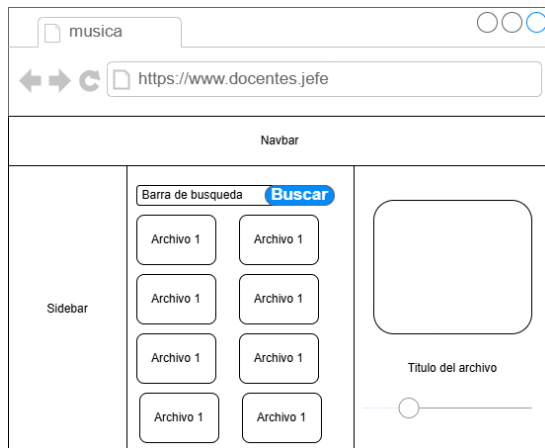 musica
https://www.docentes.jefe
Navbar
Sidebar
Barra de busqueda
Buscar
Archivo 1
Archivo 1
Archivo 1
Archivo 1
Archivo 1
Archivo 1
Archivo 1
Archivo 1
Titulo del archivo